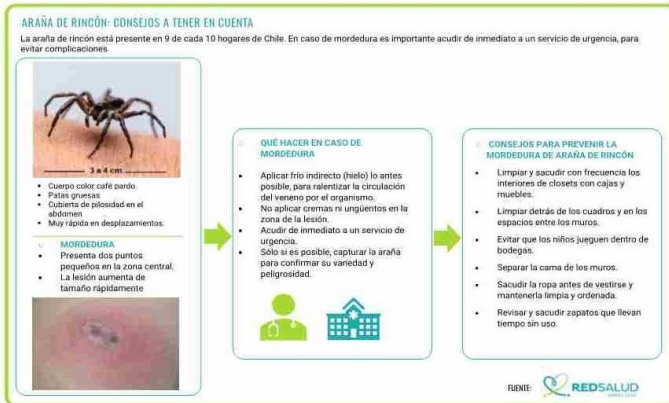 ARAÑA DE RINCÓN: CONSEJOS A TENER EN CUENTA
La araña de rincón está presente en 9 de cada 10 hogares de Chile. En caso de mordedura es importante acudir de inmediato a un servicio de urgencia, para
evitar complicaciones.
3 a 4 cm
Cuerpo color café pardo.
Patas gruesas
Cubierta de pilosidad en el
abdomen
Muy rápida en desplazamientos.
MORDEDURA
Presenta dos puntos
pequeños en la zona central.
La lesión aumenta de
tamaño rápidamente
QUÉ HACER EN CASO DE
MORDEDURA
Aplicar frío indirecto (hielo) lo antes
posible, para ralentizar la circulación
del veneno por el organismo.
No aplicar cremas ni ungüentos en la
zona de la lesión.
Acudir de inmediato a un servicio de
urgencia.
Sólo si es posible, capturar la araña
para confirmar su variedad y
peligrosidad.
CONSEJOS PARA PREVENIR LA
MORDEDURA DE ARAÑA DE RINCÓN
Limpiar y sacudir con frecuencia los
interiores de closets con cajas y
muebles.
Limpiar detrás de los cuadros y en los
espacios entre los muros.
Evitar que los niños jueguen dentro de
bodegas.
Separar la cama de los muros.
Sacudir la ropa antes de vestirse y
mantenerla limpia y ordenada.
Revisar y sacudir zapatos que llevan
tiempo sin uso.
FUENTE:
REDSALUD